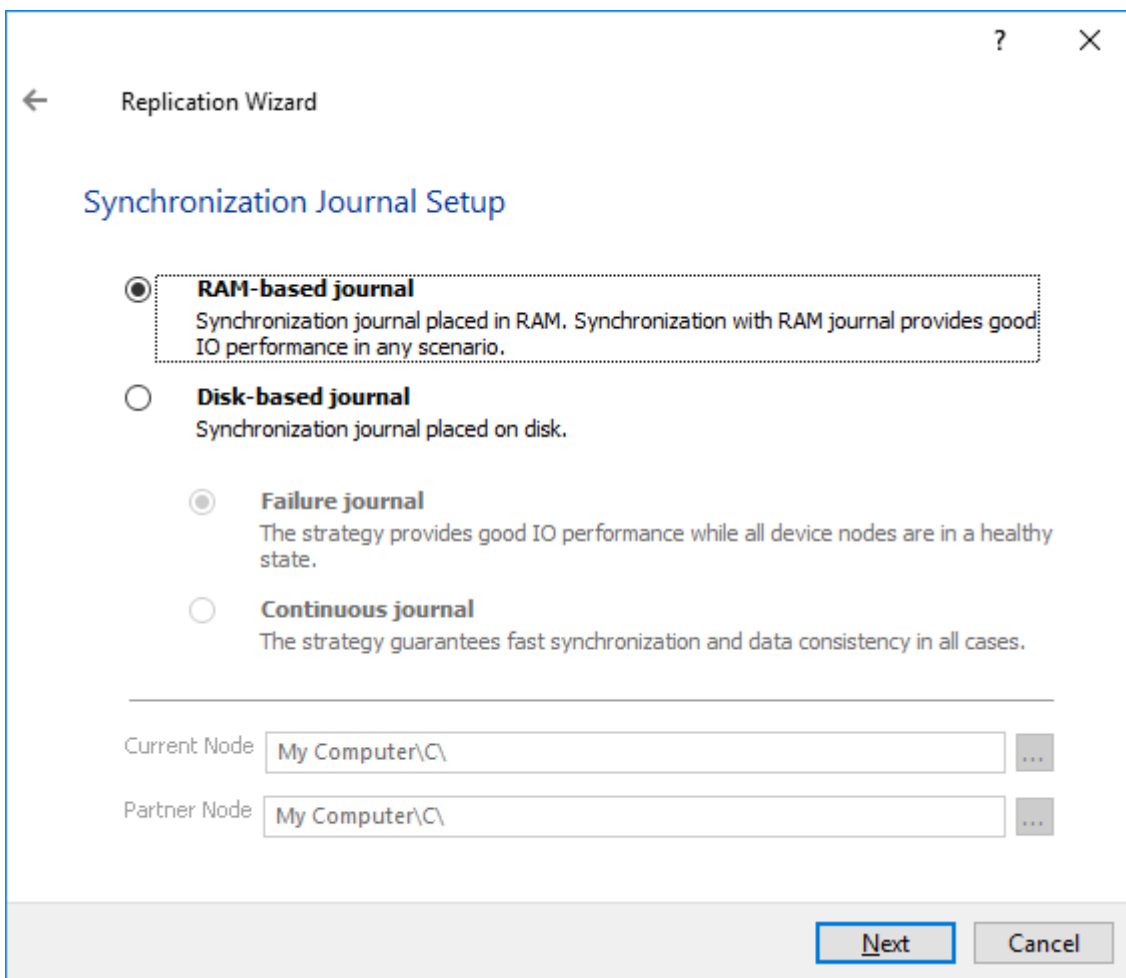 ?
Replication Wizard
Synchronization Journal Setup
RAM-based journal
Synchronization journal placed in RAM. Synchronization with RAM journal provides good
IO performance in any scenario.
Disk-based journal
Synchronization journal placed on disk.
Failure journal
The strategy provides good IO performance while all device nodes are in a healthy
state.
Continuous journal
The strategy guarantees fast synchronization and data consistency in all cases.
Current Node My Computer\C\ ...
Partner Node My Computer\C\ ...
Next Cancel